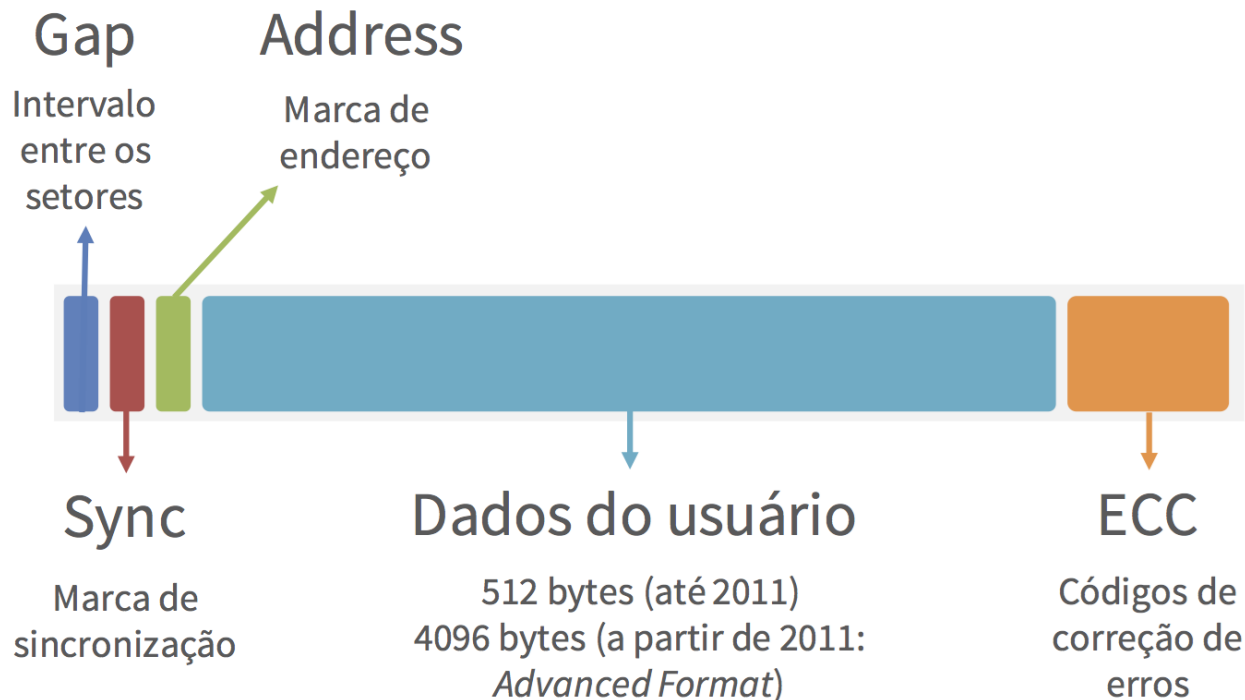 Gap
Intervalo
entre os
setores
Address
Marca de
endereço
Sync
Marca de
sincronização
Dados do usuário
512 bytes (até 2011)
4096 bytes (a partir de 2011:
Advanced Format)
ECC
Códigos de
correção de
erros